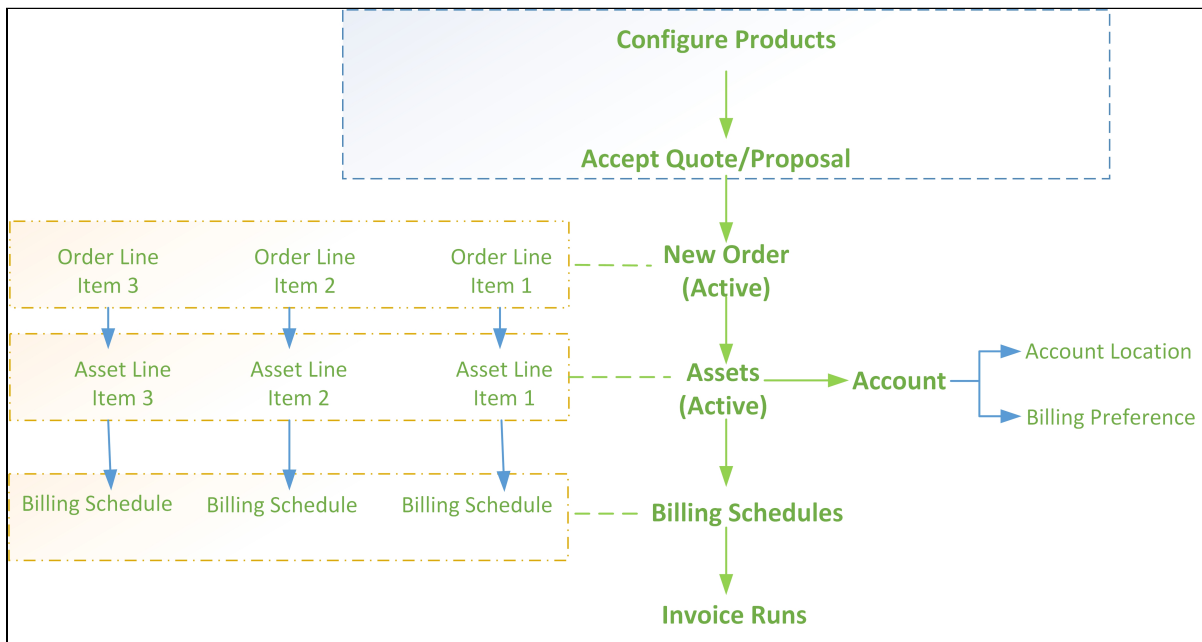 Configure Products
Accept Quote/Proposal
Order Line
Item 3
Order Line
Item 2
Order Line
Item 1
New Order
(Active)
Asset Line
Item 3
Asset Line
Item 2
Asset Line
Item 1
Assets
(Active)
Account
Account Location
Billing Preference
Billing Schedule
Billing Schedule
Billing Schedule
Billing Schedules
Invoice Runs